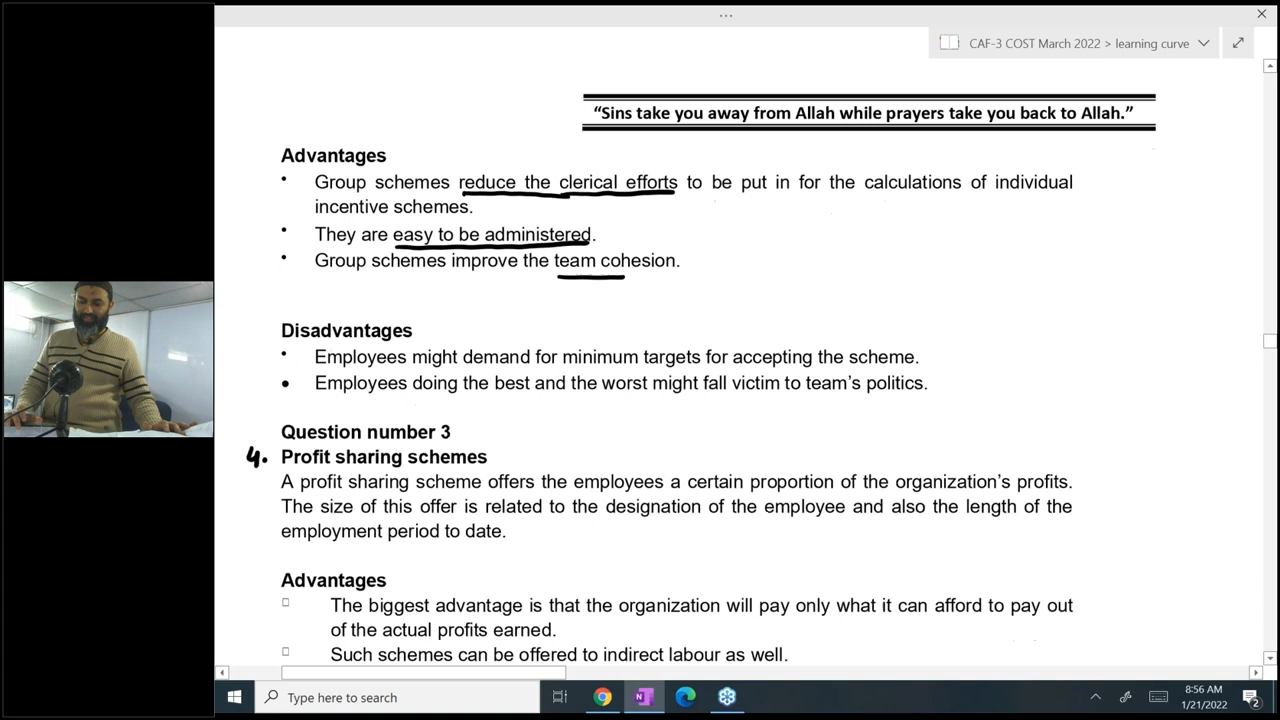 CAF-3 COST March 2022 > learning curve
“Sins take you away from Allah while prayers take you back to Allah.”
Advantages
• Group schemes reduce the clerical efforts to be put in for the calculations of individual
incentive schemes.
• They are easy to be administered.
• Group schemes improve the team cohesion.
Disadvantages
• Employees might demand for minimum targets for accepting the scheme.
• Employees doing the best and the worst might fall victim to team’s politics.
Question number 3
4. Profit sharing schemes
A profit sharing scheme offers the employees a certain proportion of the organization’s profits.
The size of this offer is related to the designation of the employee and also the length of the
employment period to date.
Advantages
The biggest advantage is that the organization will pay only what it can afford to pay out
of the actual profits earned.
Such schemes can be offered to indirect labour as well.
Type here to search
8:56 AM
1/21/2022
2